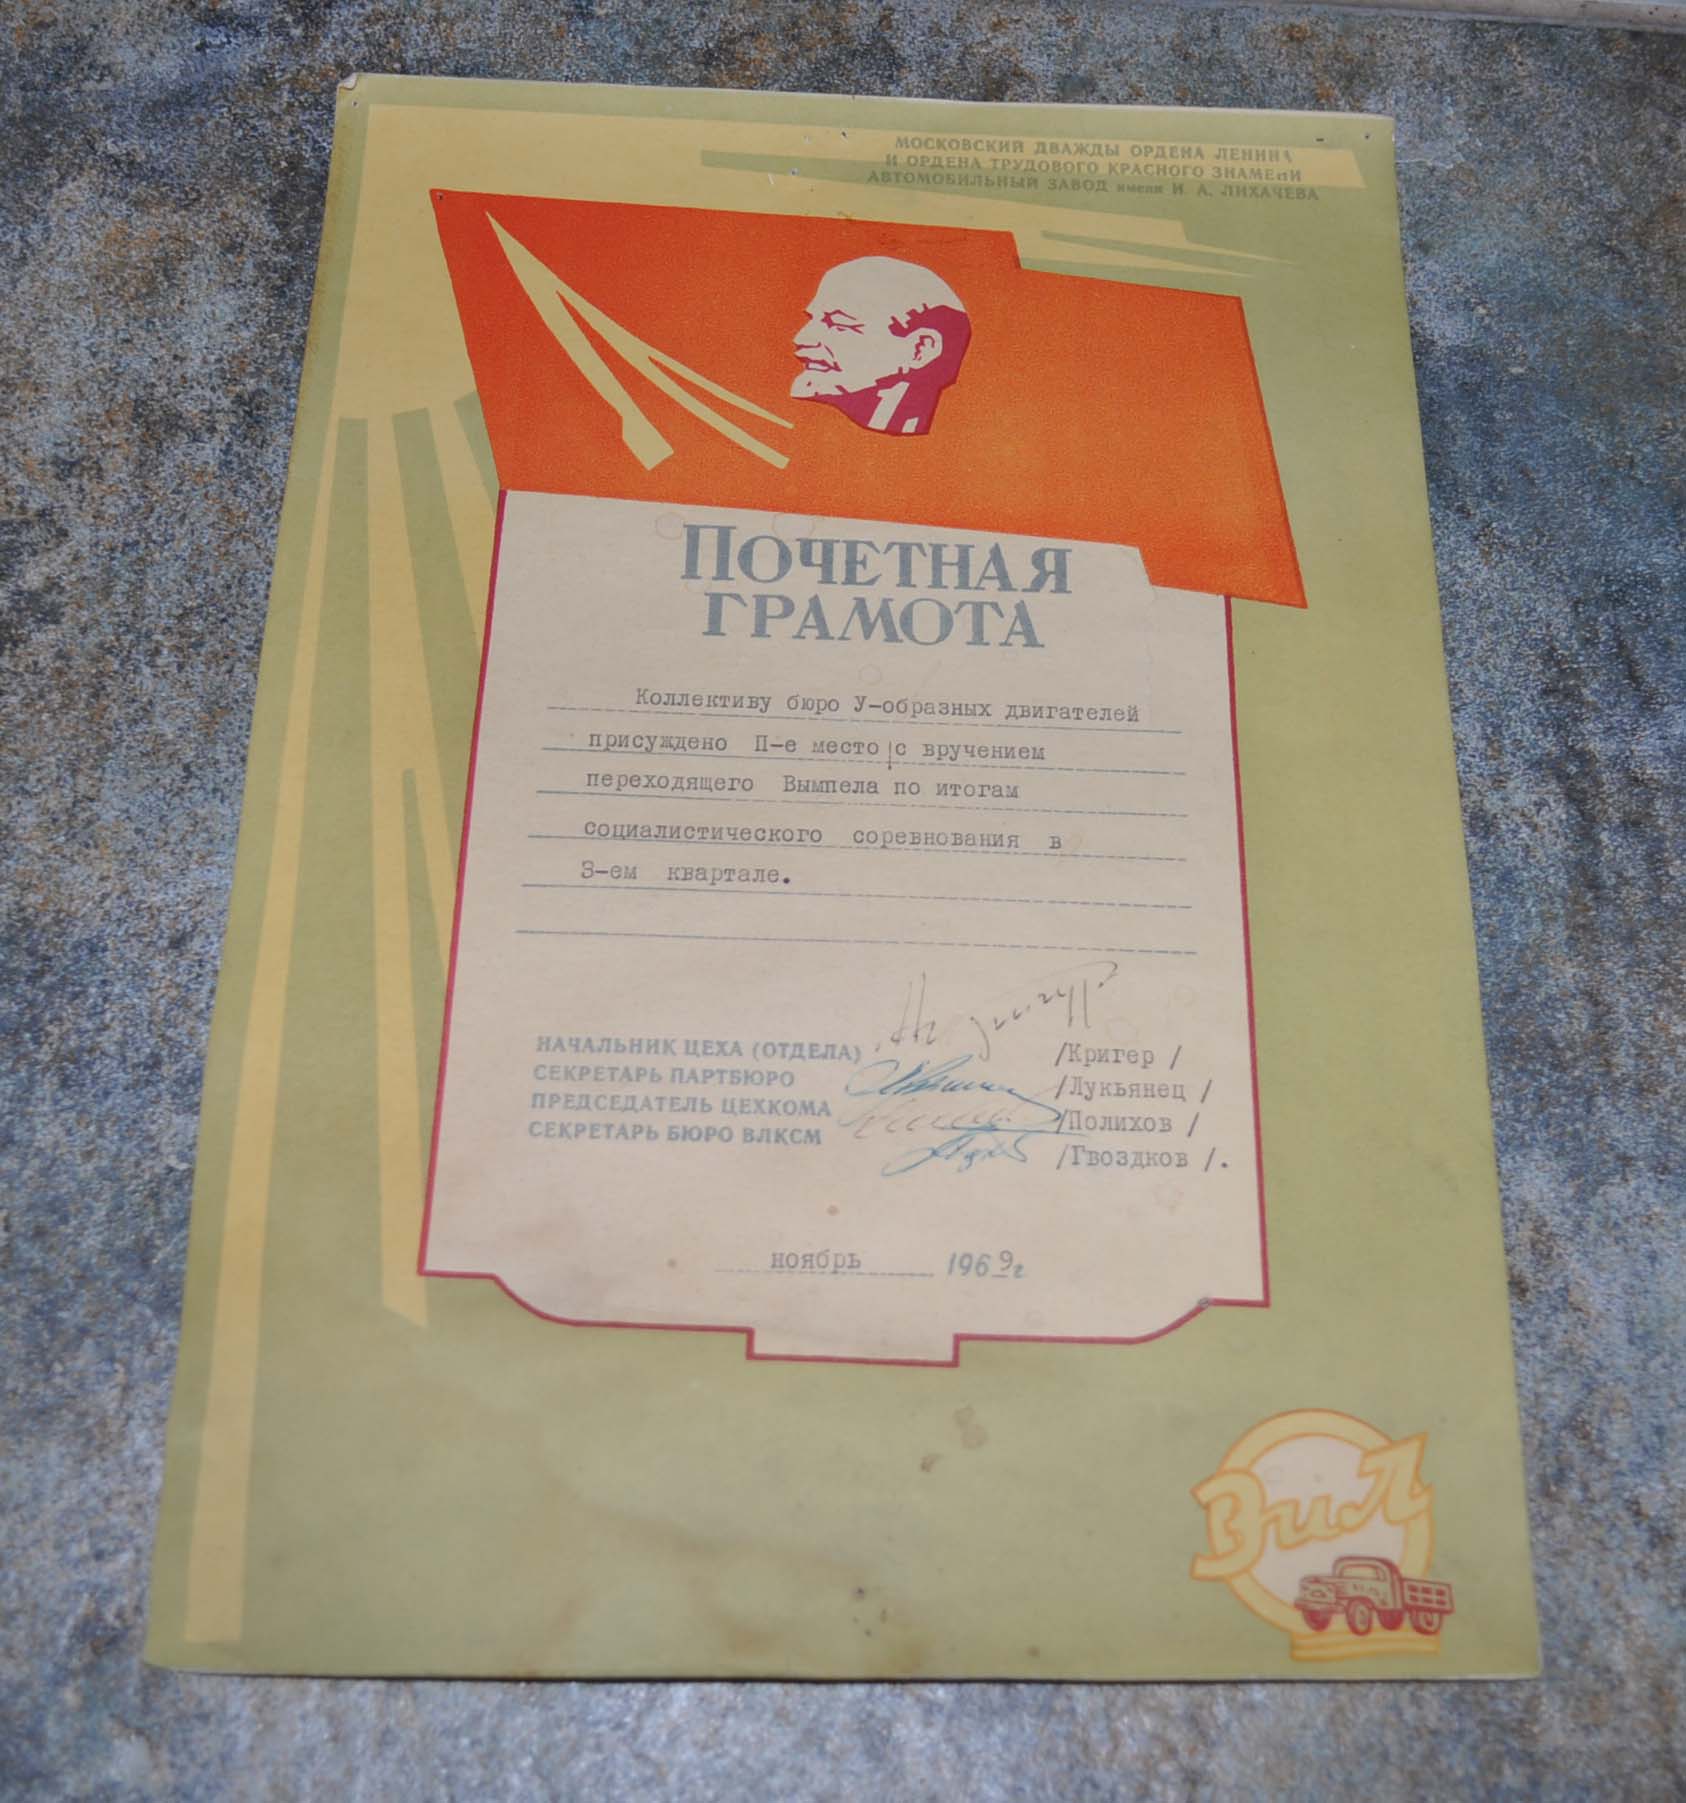 МОСКОВСКИЙ ДВАЖДЫ ОРДЕНА ЛЕНИНА
И ОРДЕНА ТРУДОВОГО КРАСНОГО ЗНАМЕНИ
АВТОМОБИЛЬНЫЙ ЗАВОД имени И. А. ЛИХАЧЕВА
ПОЧЕТНАЯ
ГРАМОТА
Коллективу бюро У-образных двигателей
присуждено П-е место с вручением
переходящего Вымпела по итогам
социалистического соревнования в
3-ем квартале.
НАЧАЛЬНИК ЦЕХА (ОТДЕЛА) /Кригер /
СЕКРЕТАРЬ ПАРТБЮРО /Лукьянец /
ПРЕДСЕДАТЕЛЬ ЦЕХКОМА /Полихов /
СЕКРЕТАРЬ БЮРО ВЛКСМ /Гвоздков /.
ноябрь 1969г
ЗиЛ